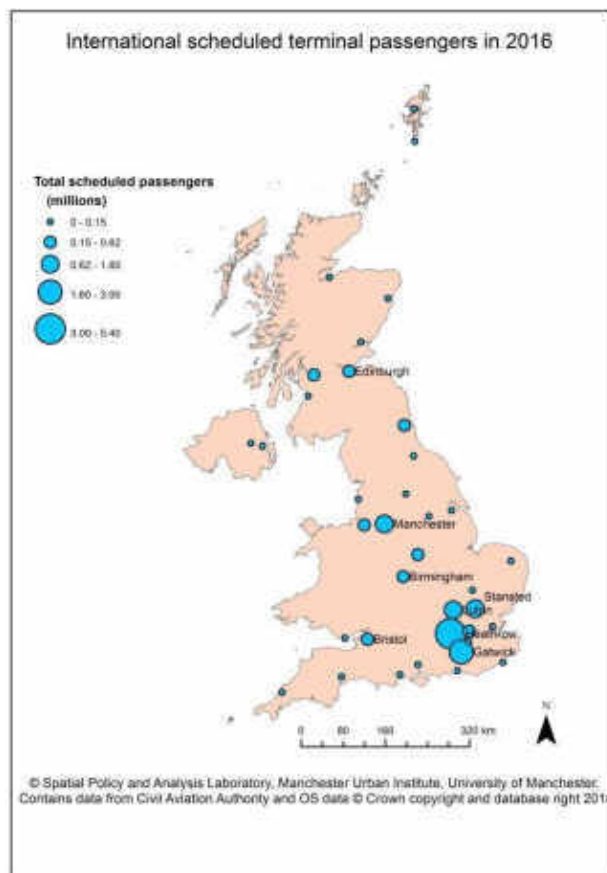 International scheduled terminal passengers in 2016
Total scheduled passengers
(millions)
0 - 0.15
0.15 - 0.62
0.62 - 1.80
1.80 - 3.00
3.00 - 5.40
Edinburgh
Manchester
Birmingham
Stansted
Luton
Heathrow
Bristol
Gatwick
N
0 80 160 320 km
© Spatial Policy and Analysis Laboratory, Manchester Urban Institute, University of Manchester.
Contains data from Civil Aviation Authority and OS data © Crown copyright and database right